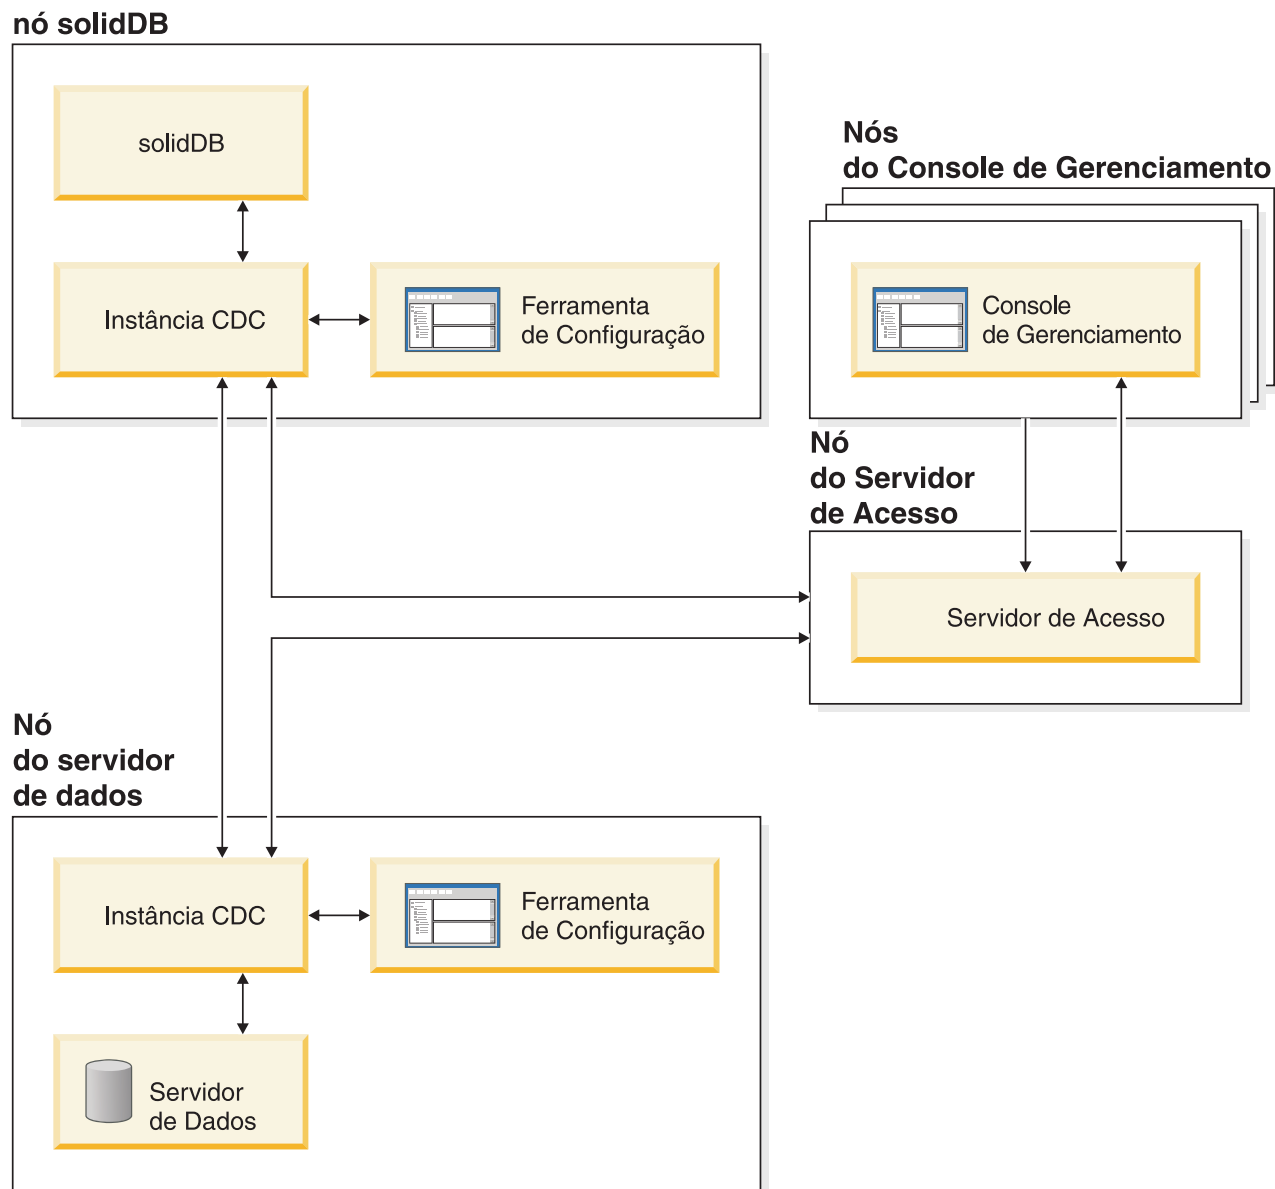 nó solidDB
solidDB
Instância CDC
Ferramenta
de Configuração
Nós
do Console de Gerenciamento
Console
de Gerenciamento
Nó
do Servidor
de Acesso
Servidor de Acesso
Nó
do servidor
de dados
Instância CDC
Ferramenta
de Configuração
Servidor
de Dados